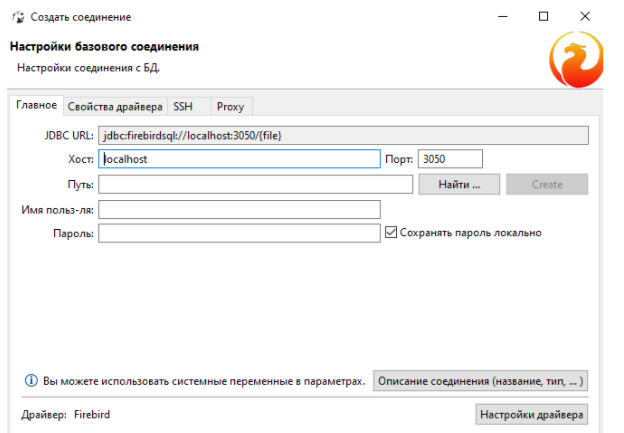 Создать соединение
Настройки базового соединения
Настройки соединения с БД.
Главное Свойства драйвера SSH Proxy
JDBC URL: jdbc:firebirdsql://localhost:3050/{file}
Хост: localhost Порт: 3050
Путь: Найти ... Create
Имя польз-ля:
Пароль: Сохранять пароль локально
Вы можете использовать системные переменные в параметрах. Описание соединения (название, тип, ... )
Драйвер: Firebird Настройки драйвера